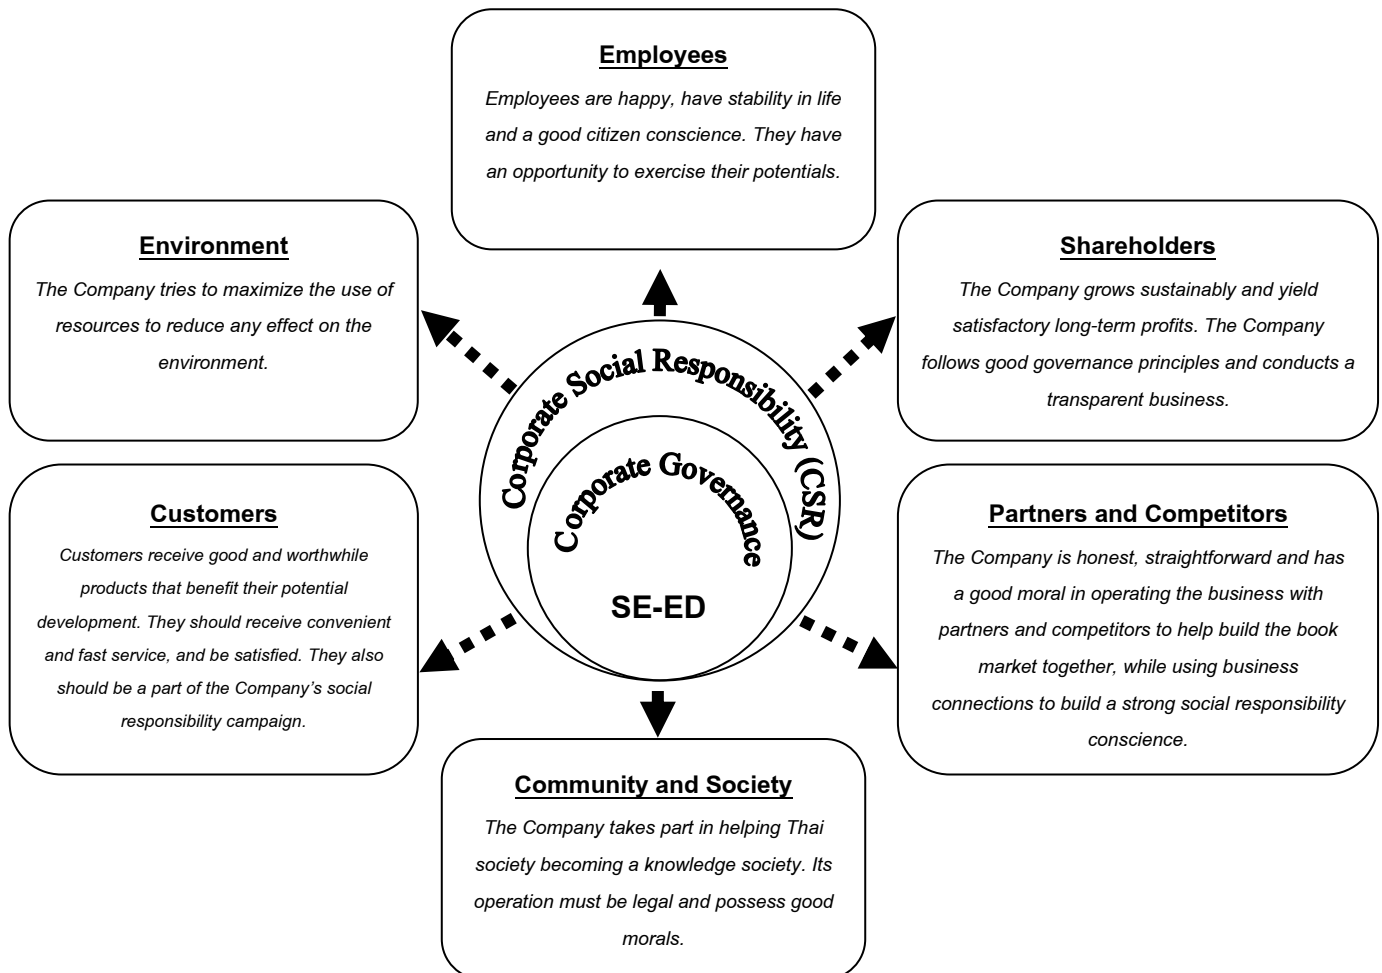 Employees
Employees are happy, have stability in life
and a good citizen conscience. They have
an opportunity to exercise their potentials.
Environment
The Company tries to maximize the use of
resources to reduce any effect on the
environment.
Shareholders
The Company grows sustainably and yield
satisfactory long-term profits. The Company
follows good governance principles and conducts a
transparent business.
Corporate Social Responsibility (CSR)
Corporate Governance
SE-ED
Customers
Customers receive good and worthwhile
products that benefit their potential
development. They should receive convenient
and fast service, and be satisfied. They also
should be a part of the Company’s social
responsibility campaign.
Partners and Competitors
The Company is honest, straightforward and has
a good moral in operating the business with
partners and competitors to help build the book
market together, while using business
connections to build a strong social responsibility
conscience.
Community and Society
The Company takes part in helping Thai
society becoming a knowledge society. Its
operation must be legal and possess good
morals.